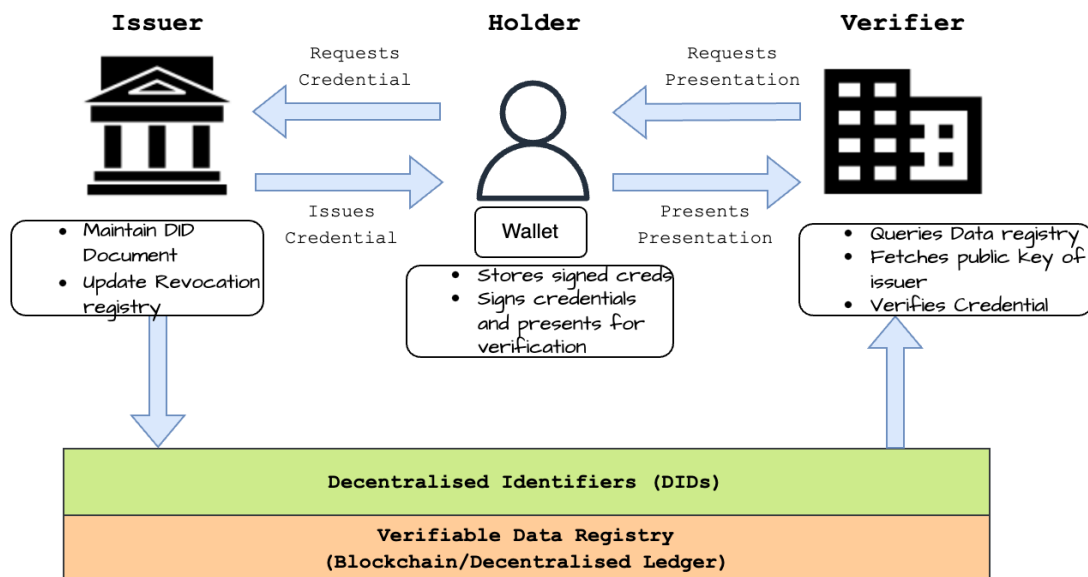 Issuer
Holder
Verifier
Requests
Credential
Requests
Presentation
Issues
Credential
Presents
Presentation
Wallet
• Maintain DID
Document
• Update Revocation
registry
• Stores signed creds
• Signs credentials
and presents for
verification
• Queries Data registry
• Fetches public key of
issuer
• Verifies Credential
Decentralised Identifiers (DIDs)
Verifiable Data Registry
(Blockchain/Decentralised Ledger)